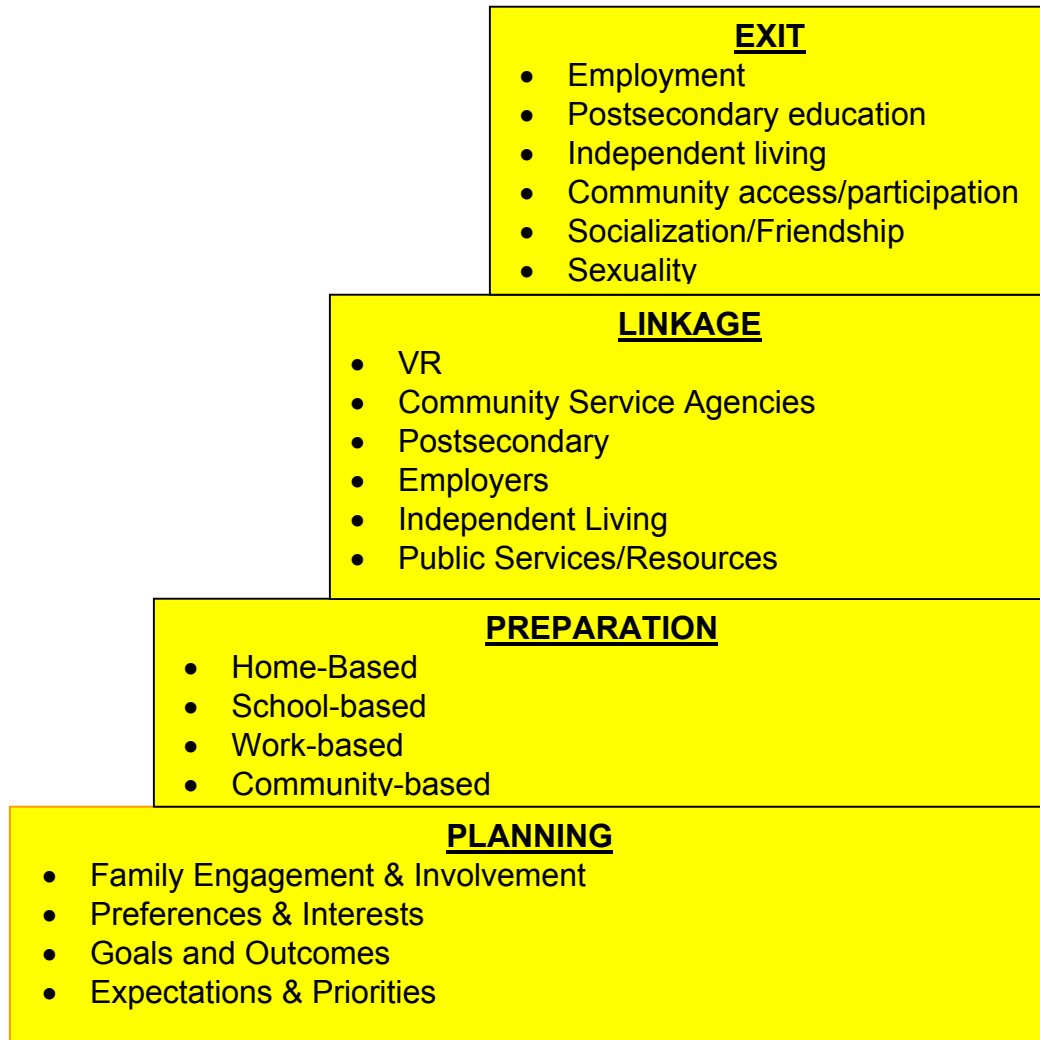 EXIT
• Employment
• Postsecondary education
• Independent living
• Community access/participation
• Socialization/Friendship
• Sexuality
LINKAGE
• VR
• Community Service Agencies
• Postsecondary
• Employers
• Independent Living
• Public Services/Resources
PREPARATION
• Home-Based
• School-based
• Work-based
• Community-based
PLANNING
• Family Engagement & Involvement
• Preferences & Interests
• Goals and Outcomes
• Expectations & Priorities